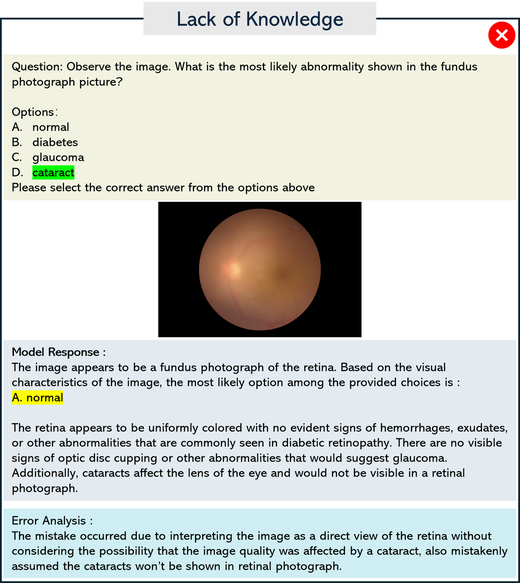 Lack of Knowledge
Question: Observe the image. What is the most likely abnormality shown in the fundus
photograph picture?
Options:
A. normal
B. diabetes
C. glaucoma
D. cataract
Please select the correct answer from the options above
Model Response :
The image appears to be a fundus photograph of the retina. Based on the visual
characteristics of the image, the most likely option among the provided choices is :
A. normal
The retina appears to be uniformly colored with no evident signs of hemorrhages, exudates,
or other abnormalities that are commonly seen in diabetic retinopathy. There are no visible
signs of optic disc cupping or other abnormalities that would suggest glaucoma.
Additionally, cataracts affect the lens of the eye and would not be visible in a retinal
photograph.
Error Analysis :
The mistake occurred due to interpreting the image as a direct view of the retina without
considering the possibility that the image quality was affected by a cataract, also mistakenly
assumed the cataracts won't be shown in retinal photograph.